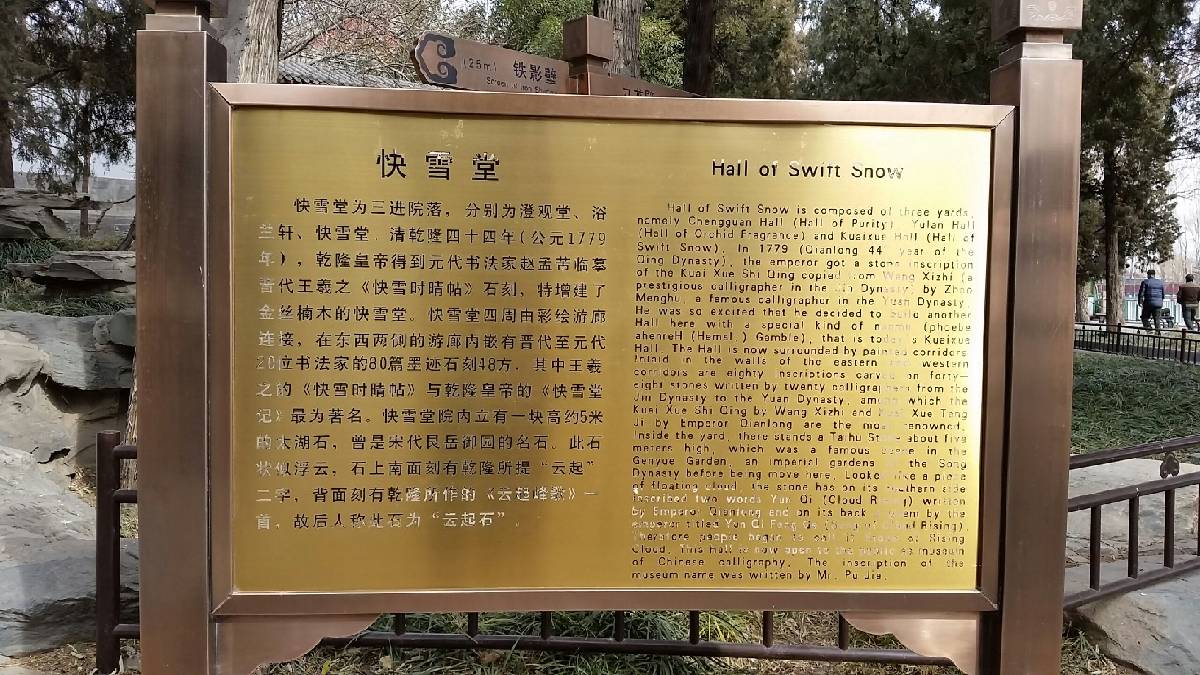 (25m) 铁影壁
快雪堂
快雪堂为三进院落，分别为澄观堂、浴
兰轩、快雪堂。清乾隆四十四年（公元1779
年），乾隆皇帝得到元代书法家赵孟苦临摹
晋代王羲之《快雪时晴帖》石刻，特增建了
金丝楠木的快雪堂。快雪堂四周由彩绘游廊
连接，在东西两侧的游廊内嵌有晋代至元代
20位书法家的80篇墨迹石刻48方，其中王羲
之的《快雪时晴帖》与乾隆皇帝的《快雪堂
记》最为著名。快雪堂院内立有一块高约5米
的太湖石，曾是宋代艮岳御园的名石。此石
状似浮云，石上南面刻有乾隆所提“云起”
二字，背面刻有乾隆所作的《云起峰歌》一
首，故后人称此石为“云起石”。
Hall of Swift Snow
Hall of Swift Snow is composed of three yards,
namely Chengguan Hall (Hall of Purity), Yulan Hall
(Hall of Orchid Fragrance) and Kuaixue Hall (Hall of
Swift Snow). In 1779 (Qianlong 44 year of the
Qing Dynasty), the emperor got a stone inscription
of the Kuai Xue Shi Qing copied from Wang Xizhi (a
prestigious calligrapher in the Jin Dynasty) by Zhao
Menghu, a famous calligrapher in the Yuan Dynasty.
He was so excited that he decided to build another
Hall here with a special kind of nanmu (phoebe
ahenreH (Hemsl.) Gamble), that is today's Kuaixue
Hall. The Hall is now surrounded by painted corridors.
Inlaid in the walls of the eastern and western
corridors are eighty inscriptions carved on forty-
eight stones written by twenty calligraphers from the
Jin Dynasty to the Yuan Dynasty, among which the
Kuai Xue Shi Qing by Wang Xizhi and Kuai Xue Tang
Ji by Emperor Qianlong are the most renowned.
Inside the yard, there stands a Taihu Stone about five
meters high, which was a famous stone in the
Genyue Garden, an imperial gardens of the Song
Dynasty before being move here. Looked like a piece
of floating cloud, the stone has on its southern side
inscribed two words Yun Qi (Cloud Rising) written
by Emperor Qianlong and on its back a poem by the
emperor titled Yun Qi Feng Ge (Song of Cloud Rising).
Therefore people began to call it Stone of Rising
Cloud. This Hall is now open to the public as museum
of Chinese calligraphy. The inscription of the
museum name was written by Mr. Pu Jie.